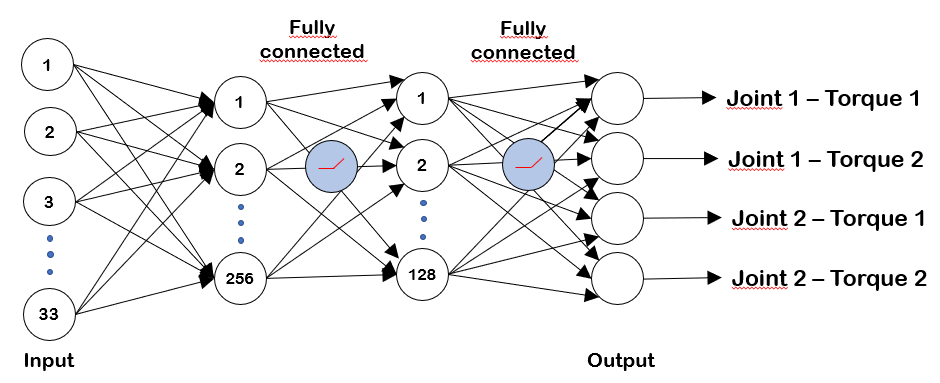 Fully
connected
Fully
connected
1
2
3
33
Input
1
2
256
1
2
128
Output
Joint 1 – Torque 1
Joint 1 – Torque 2
Joint 2 – Torque 1
Joint 2 – Torque 2